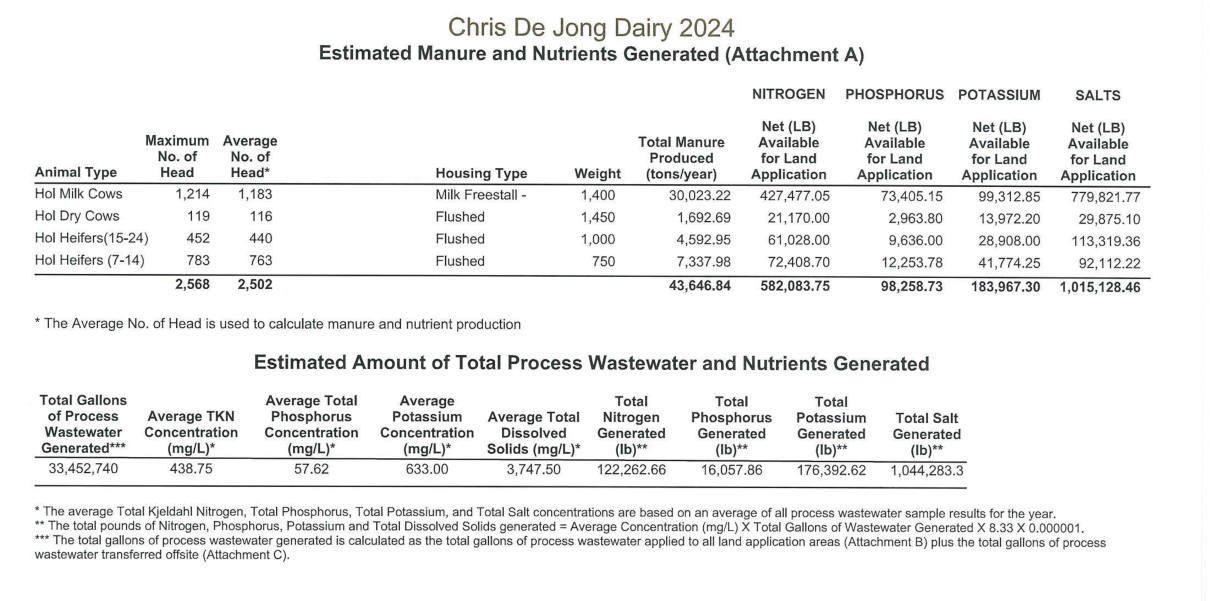 Chris De Jong Dairy 2024
Estimated Manure and Nutrients Generated (Attachment A)
NITROGEN PHOSPHORUS POTASSIUM SALTS
Animal Type Maximum No. of Head Average No. of Head* Housing Type Weight Total Manure Produced (tons/year) Net (LB) Available for Land Application Net (LB) Available for Land Application Net (LB) Available for Land Application Net (LB) Available for Land Application
Hol Milk Cows 1,214 1,183 Milk Freestall - 1,400 30,023.22 427,477.05 73,405.15 99,312.85 779,821.77
Hol Dry Cows 119 116 Flushed 1,450 1,692.69 21,170.00 2,963.80 13,972.20 29,875.10
Hol Heifers(15-24) 452 440 Flushed 1,000 4,592.95 61,028.00 9,636.00 28,908.00 113,319.36
Hol Heifers (7-14) 783 763 Flushed 750 7,337.98 72,408.70 12,253.78 41,774.25 92,112.22
2,568 2,502 43,646.84 582,083.75 98,258.73 183,967.30 1,015,128.46
* The Average No. of Head is used to calculate manure and nutrient production
Estimated Amount of Total Process Wastewater and Nutrients Generated
Total Gallons of Process Wastewater Generated*** Average TKN Concentration (mg/L)* Average Total Phosphorus Concentration (mg/L)* Average Potassium Concentration (mg/L)* Average Total Dissolved Solids (mg/L)* Total Nitrogen Generated (lb)** Total Phosphorus Generated (lb)** Total Potassium Generated (lb)** Total Salt Generated (lb)**
33,452,740 438.75 57.62 633.00 3,747.50 122,262.66 16,057.86 176,392.62 1,044,283.3
* The average Total Kjeldahl Nitrogen, Total Phosphorus, Total Potassium, and Total Salt concentrations are based on an average of all process wastewater sample results for the year.
** The total pounds of Nitrogen, Phosphorus, Potassium and Total Dissolved Solids generated = Average Concentration (mg/L) X Total Gallons of Wastewater Generated X 8.33 X 0.000001.
*** The total gallons of process wastewater generated is calculated as the total gallons of process wastewater applied to all land application areas (Attachment B) plus the total gallons of process
wastewater transferred offsite (Attachment C).